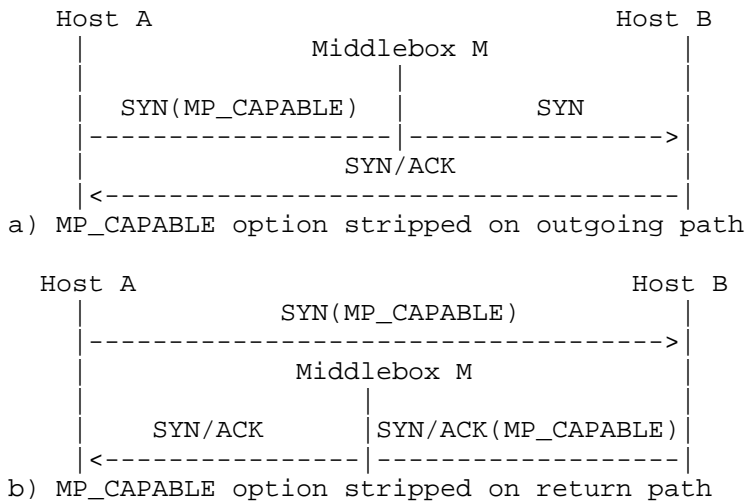 Host A Host B
Middlebox M
SYN(MP_CAPABLE) SYN
SYN/ACK
a) MP_CAPABLE option stripped on outgoing path
Host A Host B
SYN(MP_CAPABLE)
Middlebox M
SYN/ACK SYN/ACK(MP_CAPABLE)
b) MP_CAPABLE option stripped on return path